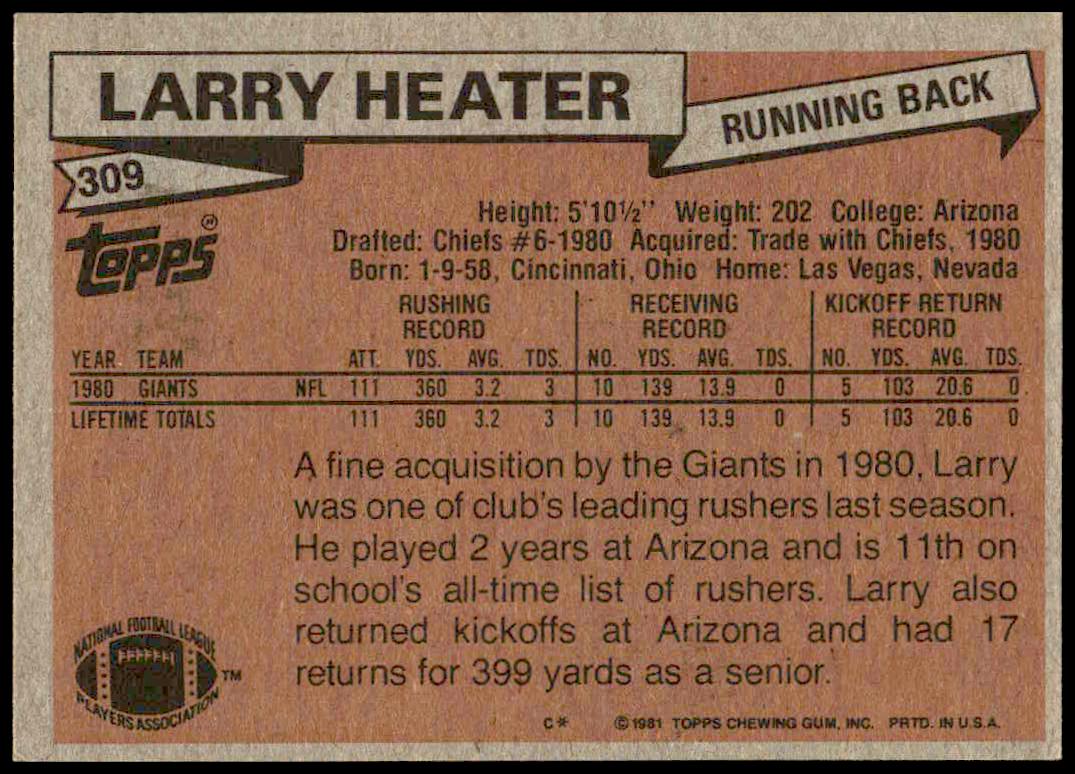 LARRY HEATER
RUNNING BACK
309
Topps®
Height: 5'10½" Weight: 202 College: Arizona
Drafted: Chiefs #6-1980 Acquired: Trade with Chiefs, 1980
Born: 1-9-58, Cincinnati, Ohio Home: Las Vegas, Nevada
RUSHING RECEIVING KICKOFF RETURN
RECORD RECORD RECORD
YEAR TEAM ATT. YDS. AVG. TDS. NO. YDS. AVG. TDS. NO. YDS. AVG. TDS.
1980 GIANTS NFL 111 360 3.2 3 10 139 13.9 0 5 103 20.6 0
LIFETIME TOTALS 111 360 3.2 3 10 139 13.9 0 5 103 20.6 0
A fine acquisition by the Giants in 1980, Larry
was one of club's leading rushers last season.
He played 2 years at Arizona and is 11th on
school's all-time list of rushers. Larry also
returned kickoffs at Arizona and had 17
returns for 399 yards as a senior.
NATIONAL FOOTBALL LEAGUE
PLAYERS ASSOCIATION
TM
C* ©1981 TOPPS CHEWING GUM, INC. PRTD. IN U.S.A.